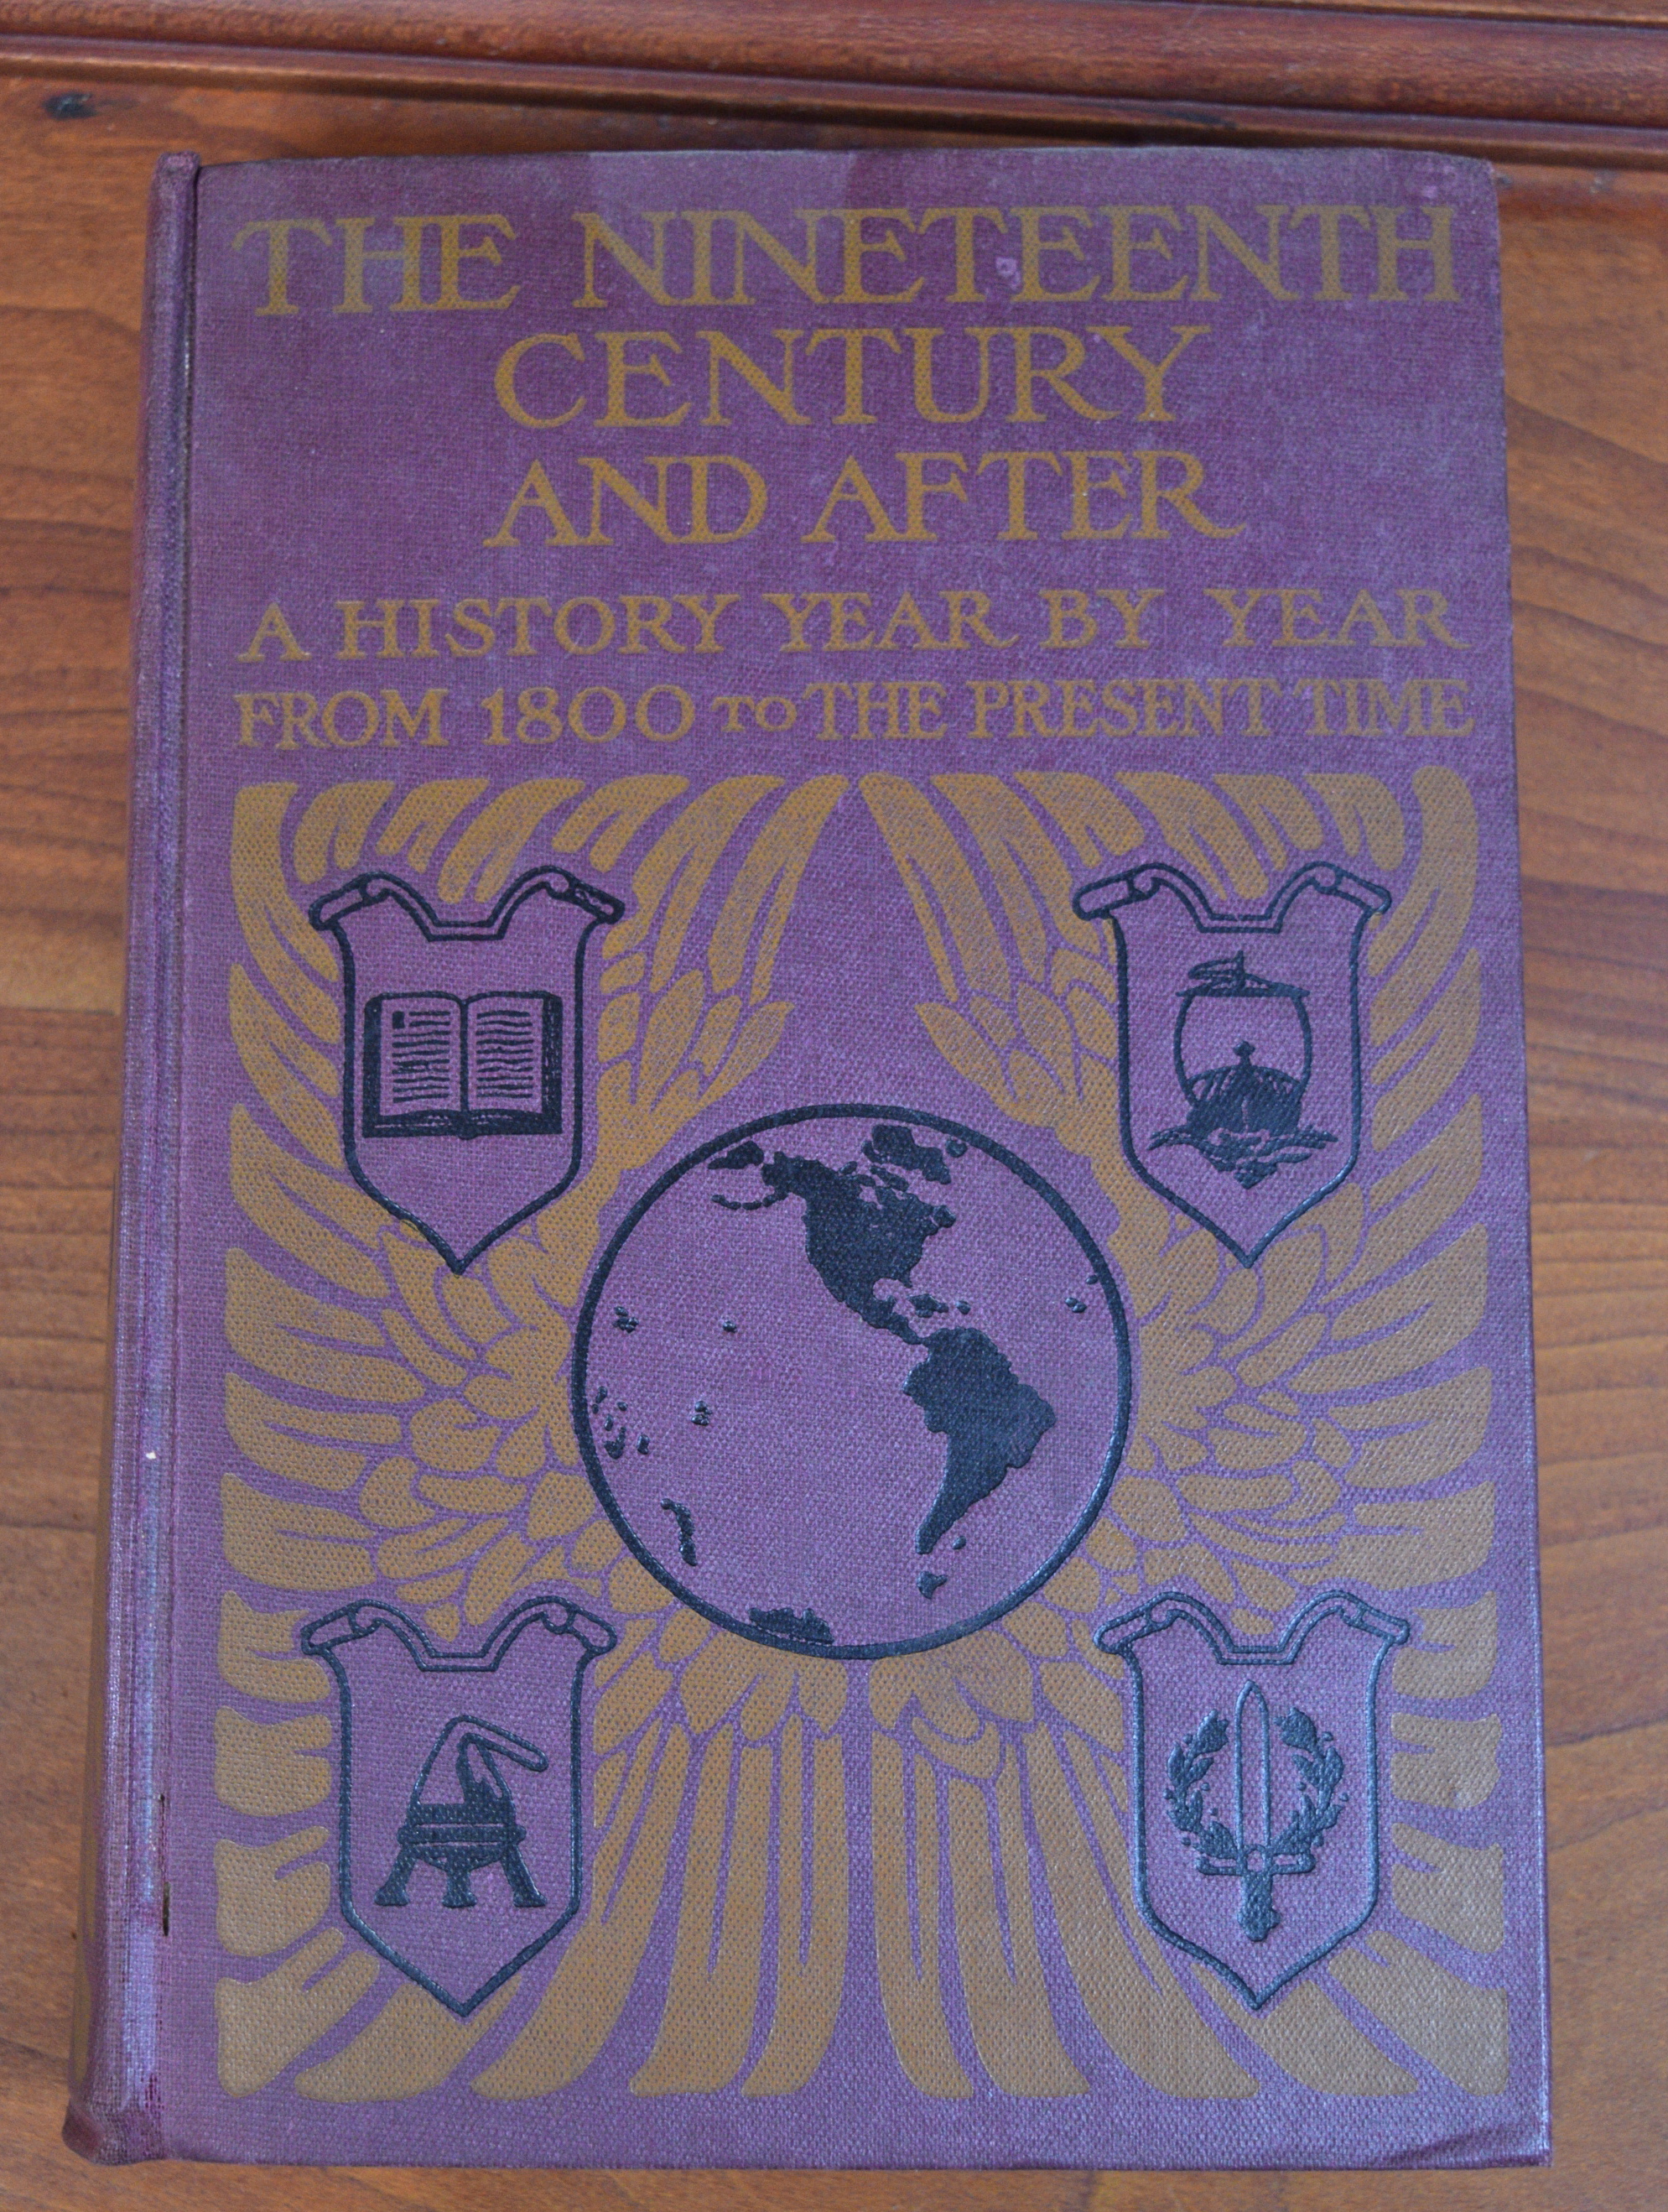 THE NINETEENTH
CENTURY
AND AFTER
A HISTORY YEAR BY YEAR
FROM 1800 TO THE PRESENT TIME